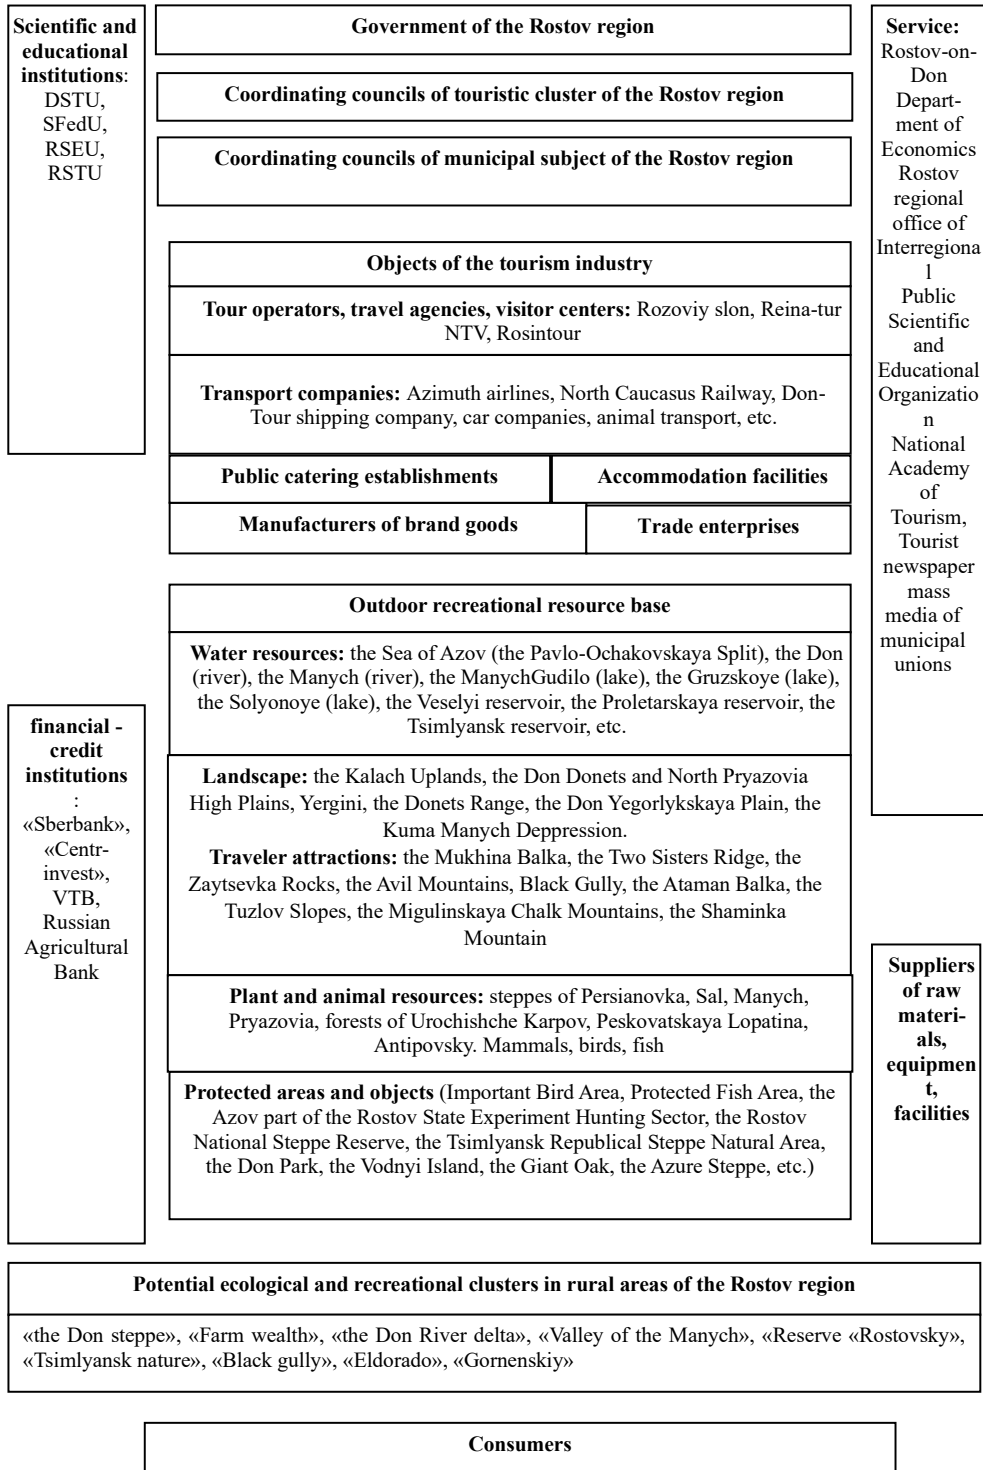 Scientific and
educational
institutions:
DSTU,
SFedU,
RSEU,
RSTU
Government of the Rostov region
Coordinating councils of touristic cluster of the Rostov region
Coordinating councils of municipal subject of the Rostov region
Service:
Rostov-on-
Don
Depart-
ment of
Economics
Rostov
regional
office of
Interregiona
l
Public
Scientific
and
Educational
Organizatio
n
National
Academy
of
Tourism,
Tourist
newspaper
mass
media of
municipal
unions
Objects of the tourism industry
Tour operators, travel agencies, visitor centers: Rozoviy slon, Reina-tur
NTV, Rosintour
Transport companies: Azimuth airlines, North Caucasus Railway, Don-
Tour shipping company, car companies, animal transport, etc.
Public catering establishments
Accommodation facilities
Manufacturers of brand goods
Trade enterprises
Outdoor recreational resource base
Water resources: the Sea of Azov (the Pavlo-Ochakovskaya Split), the Don
(river), the Manych (river), the ManychGudilo (lake), the Gruzskoye (lake),
the Solyonoye (lake), the Veselyi reservoir, the Proletarskaya reservoir, the
Tsimlyansk reservoir, etc.
Landscape: the Kalach Uplands, the Don Donets and North Pryazovia
High Plains, Yergini, the Donets Range, the Don Yegorlykskaya Plain, the
Kuma Manych Deppression.
Traveler attractions: the Mukhina Balka, the Two Sisters Ridge, the
Zaytsevka Rocks, the Avil Mountains, Black Gully, the Ataman Balka, the
Tuzlov Slopes, the Migulinskaya Chalk Mountains, the Shaminka
Mountain
Plant and animal resources: steppes of Persianovka, Sal, Manych,
Pryazovia, forests of Urochishche Karpov, Peskovatskaya Lopatina,
Antipovsky. Mammals, birds, fish
Protected areas and objects (Important Bird Area, Protected Fish Area, the
Azov part of the Rostov State Experiment Hunting Sector, the Rostov
National Steppe Reserve, the Tsimlyansk Republical Steppe Natural Area,
the Don Park, the Vodnyi Island, the Giant Oak, the Azure Steppe, etc.)
financial -
credit
institutions
:
«Sberbank»,
«Centr-
invest»,
VTB,
Russian
Agricultural
Bank
Suppliers
of raw
materi-
als,
equipmen
t,
facilities
Potential ecological and recreational clusters in rural areas of the Rostov region
«the Don steppe», «Farm wealth», «the Don River delta», «Valley of the Manych», «Reserve «Rostovsky»,
«Tsimlyansk nature», «Black gully», «Eldorado», «Gornenskiy»
Consumers